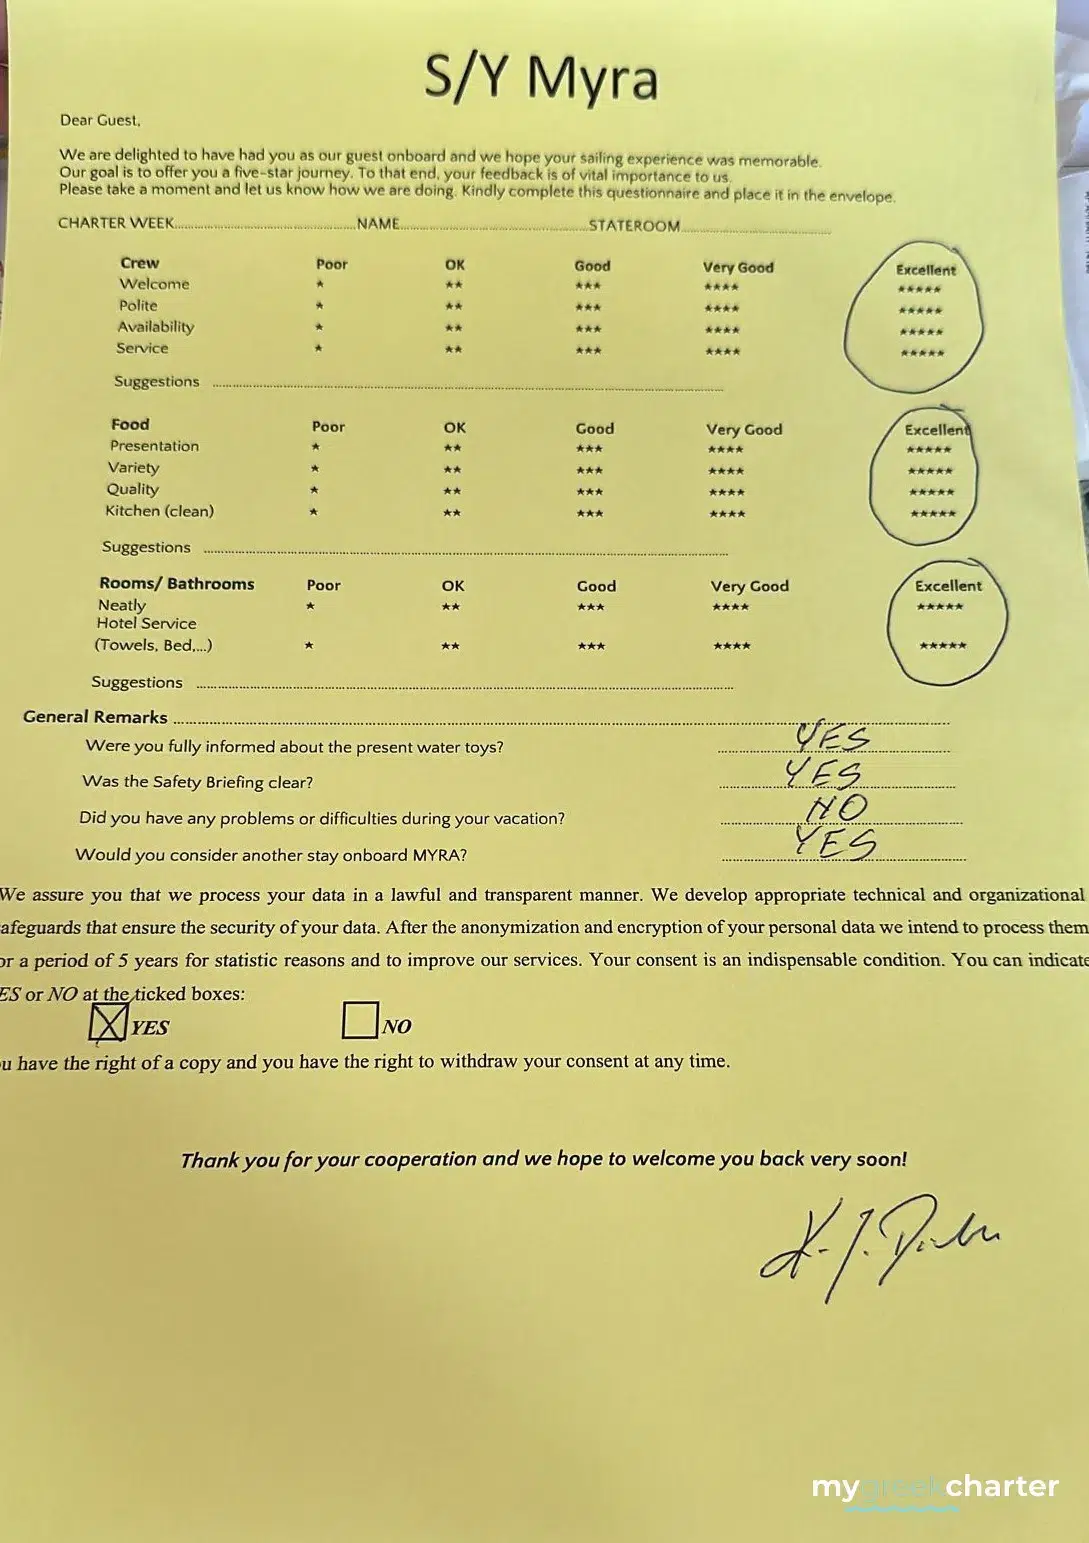 S/Y Myra
Dear Guest,
We are delighted to have had you as our guest onboard and we hope your sailing experience was memorable.
Our goal is to offer you a five-star journey. To that end, your feedback is of vital importance to us.
Please take a moment and let us know how we are doing. Kindly complete this questionnaire and place it in the envelope.
CHARTER WEEK..........NAME..........STATEROOM..........
Crew Poor OK Good Very Good Excellent
Welcome * ** *** **** *****
Polite * ** *** **** *****
Availability * ** *** **** *****
Service * ** *** **** *****
Suggestions ..........
Food Poor OK Good Very Good Excellent
Presentation * ** *** **** *****
Variety * ** *** **** *****
Quality * ** *** **** *****
Kitchen (clean) * ** *** **** *****
Suggestions ..........
Rooms/ Bathrooms Poor OK Good Very Good Excellent
Neatly * ** *** **** *****
Hotel Service
(Towels, Bed,...) * ** *** **** *****
Suggestions ..........
General Remarks ..........
Were you fully informed about the present water toys? YES
Was the Safety Briefing clear? YES
Did you have any problems or difficulties during your vacation? NO
Would you consider another stay onboard MYRA? YES
We assure you that we process your data in a lawful and transparent manner. We develop appropriate technical and organizational
afeguards that ensure the security of your data. After the anonymization and encryption of your personal data we intend to process them
or a period of 5 years for statistic reasons and to improve our services. Your consent is an indispensable condition. You can indicate
ES or NO at the ticked boxes:
YES NO
u have the right of a copy and you have the right to withdraw your consent at any time.
Thank you for your cooperation and we hope to welcome you back very soon!
K. J.
mygreekcharter